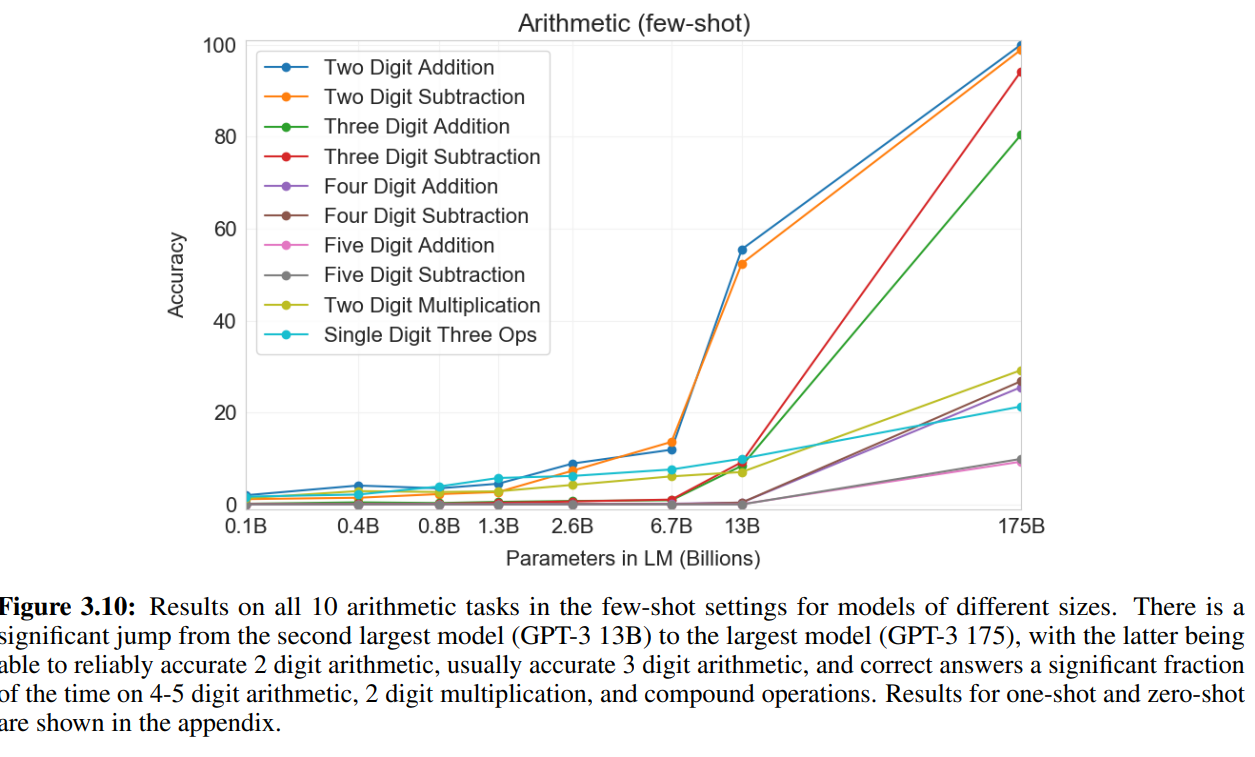 Arithmetic (few-shot)
100
80
60
40
20
0
Accuracy
Two Digit Addition
Two Digit Subtraction
Three Digit Addition
Three Digit Subtraction
Four Digit Addition
Four Digit Subtraction
Five Digit Addition
Five Digit Subtraction
Two Digit Multiplication
Single Digit Three Ops
0.1B 0.4B 0.8B 1.3B 2.6B 6.7B 13B 175B
Parameters in LM (Billions)
Figure 3.10: Results on all 10 arithmetic tasks in the few-shot settings for models of different sizes. There is a
significant jump from the second largest model (GPT-3 13B) to the largest model (GPT-3 175), with the latter being
able to reliably accurate 2 digit arithmetic, usually accurate 3 digit arithmetic, and correct answers a significant fraction
of the time on 4-5 digit arithmetic, 2 digit multiplication, and compound operations. Results for one-shot and zero-shot
are shown in the appendix.